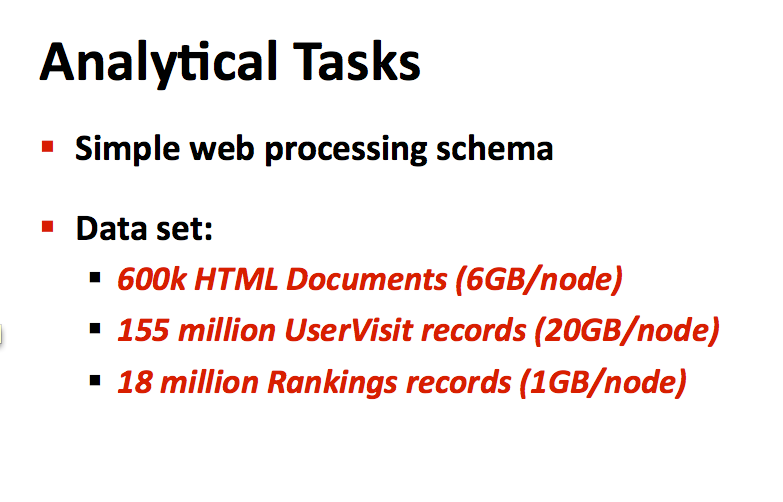 Analytical Tasks
▪ Simple web processing schema
▪ Data set:
▪ 600k HTML Documents (6GB/node)
▪ 155 million UserVisit records (20GB/node)
▪ 18 million Rankings records (1GB/node)